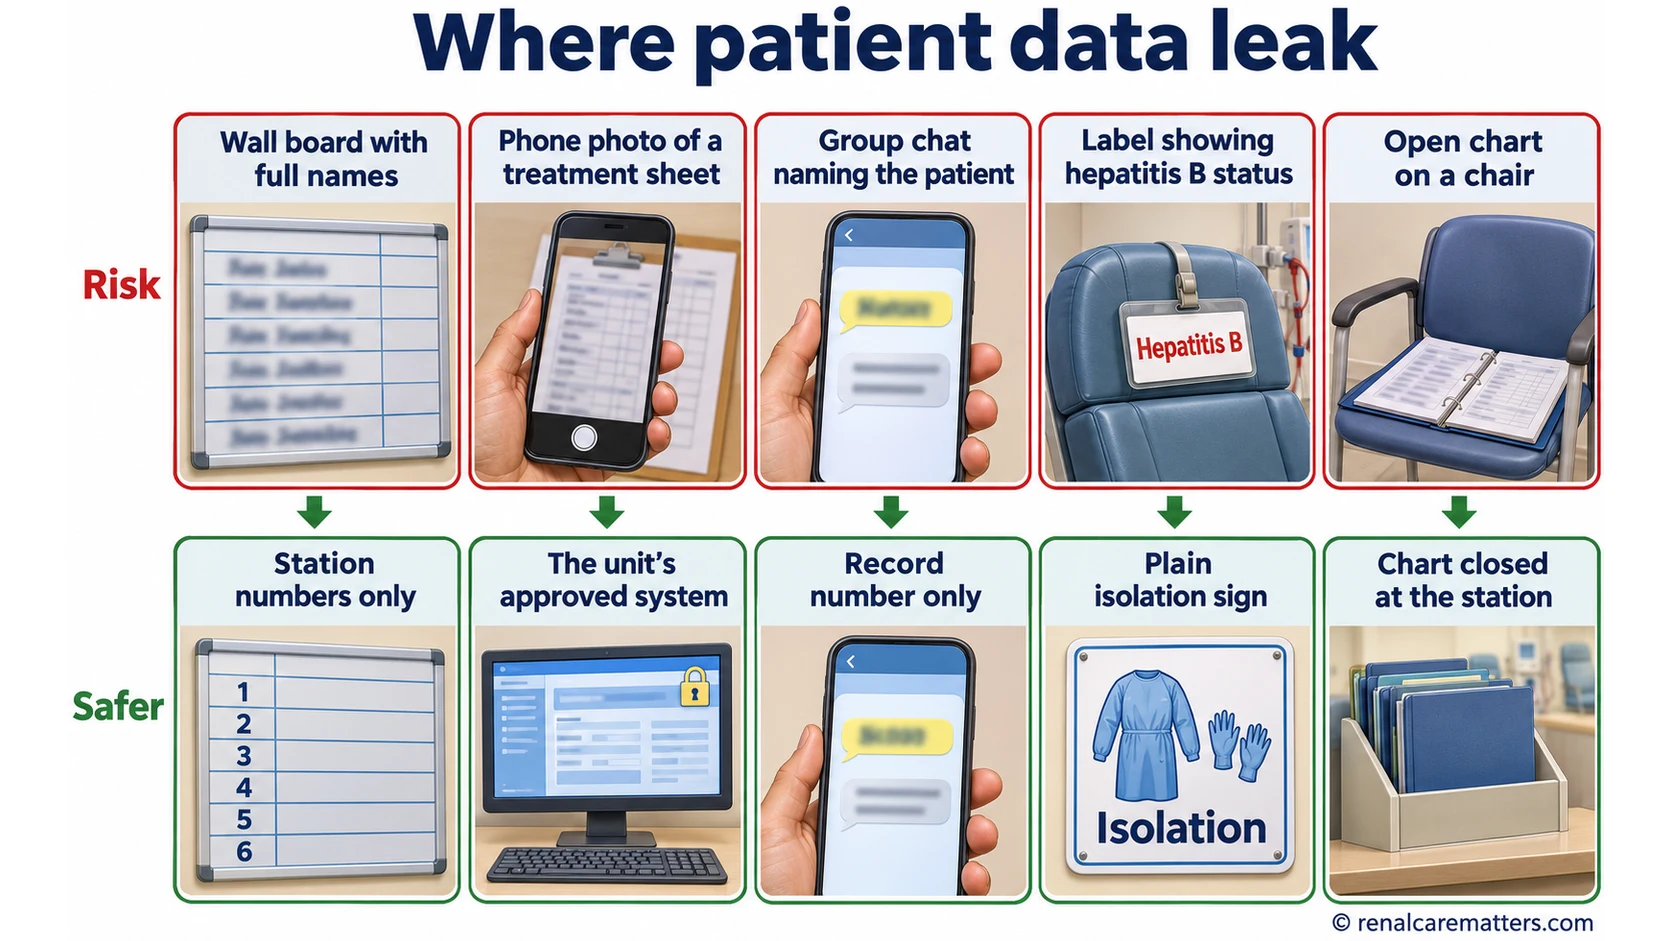 Where patient data leak
Wall board with
full names
Phone photo of a
treatment sheet
Group chat
naming the patient
Label showing
hepatitis B status
Open chart
on a chair
Risk
Hepatitis B
Station
numbers only
The unit's
approved system
Record
number only
Plain
isolation sign
Chart closed
at the station
Safer
1
2
3
4
5
6
Isolation
© renalcarematters.com